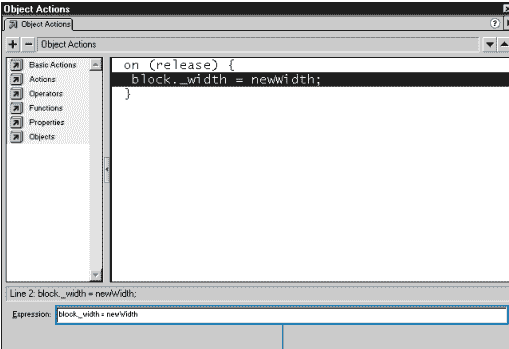 Object Actions
Object Actions
?
+ − Object Actions
Basic Actions
Actions
Operators
Functions
Properties
Objects
on (release) {
block._width = newWidth;
}
Line 2: block._width = newWidth;
Expression: block._width = newWidth